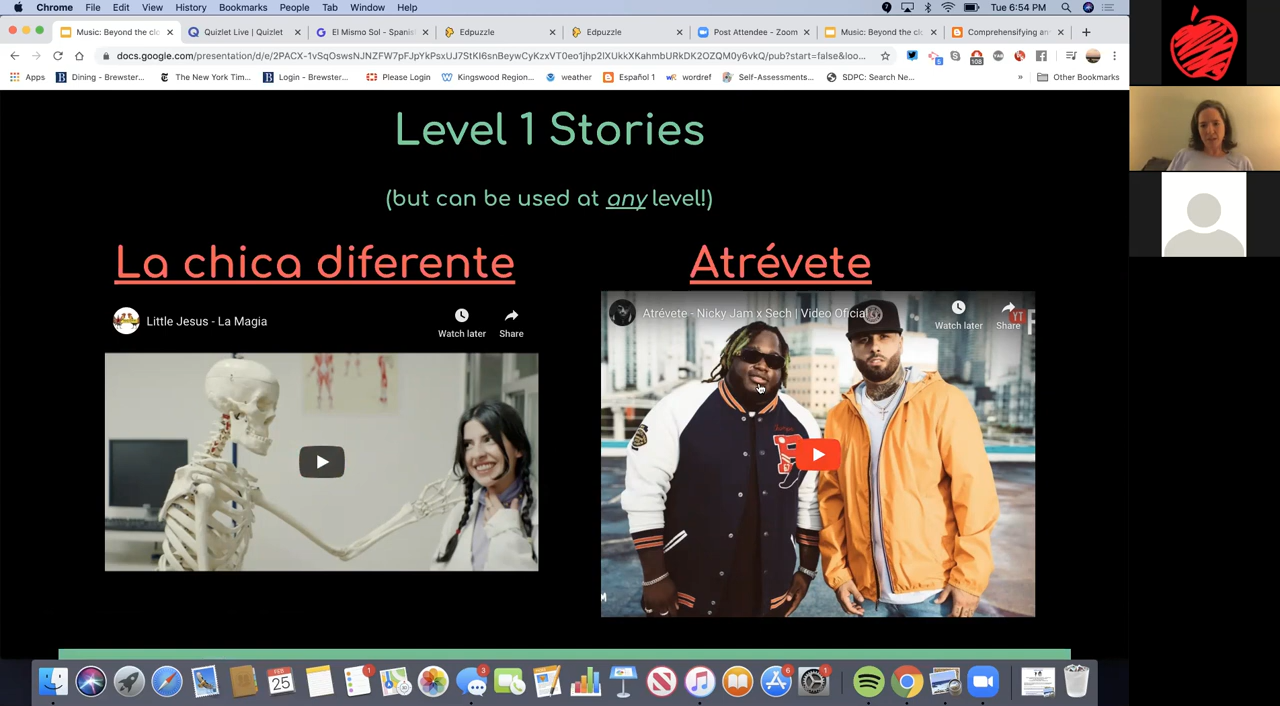 Chrome File Edit View History Bookmarks People Tab Window Help Tue 6:54 PM
Music: Beyond the clo Quizlet Live | Quizlet El Mismo Sol - Spanis Edpuzzle Edpuzzle Post Attendee - Zoom Music: Beyond the cl Comprehensifying an
Apps Dining - Brewster... The New York Tim... Login - Brewster... Please Login Kingswood Region... weather Español 1 wordref Self-Assessments... SDPC: Search Ne... » Other Bookmarks
Level 1 Stories
(but can be used at any level!)
La chica diferente Atrévete
Little Jesus - La Magia Watch later Share
Atrévete - Nicky Jam x Sech | Video Oficial Watch later Share
YT
FEB
25